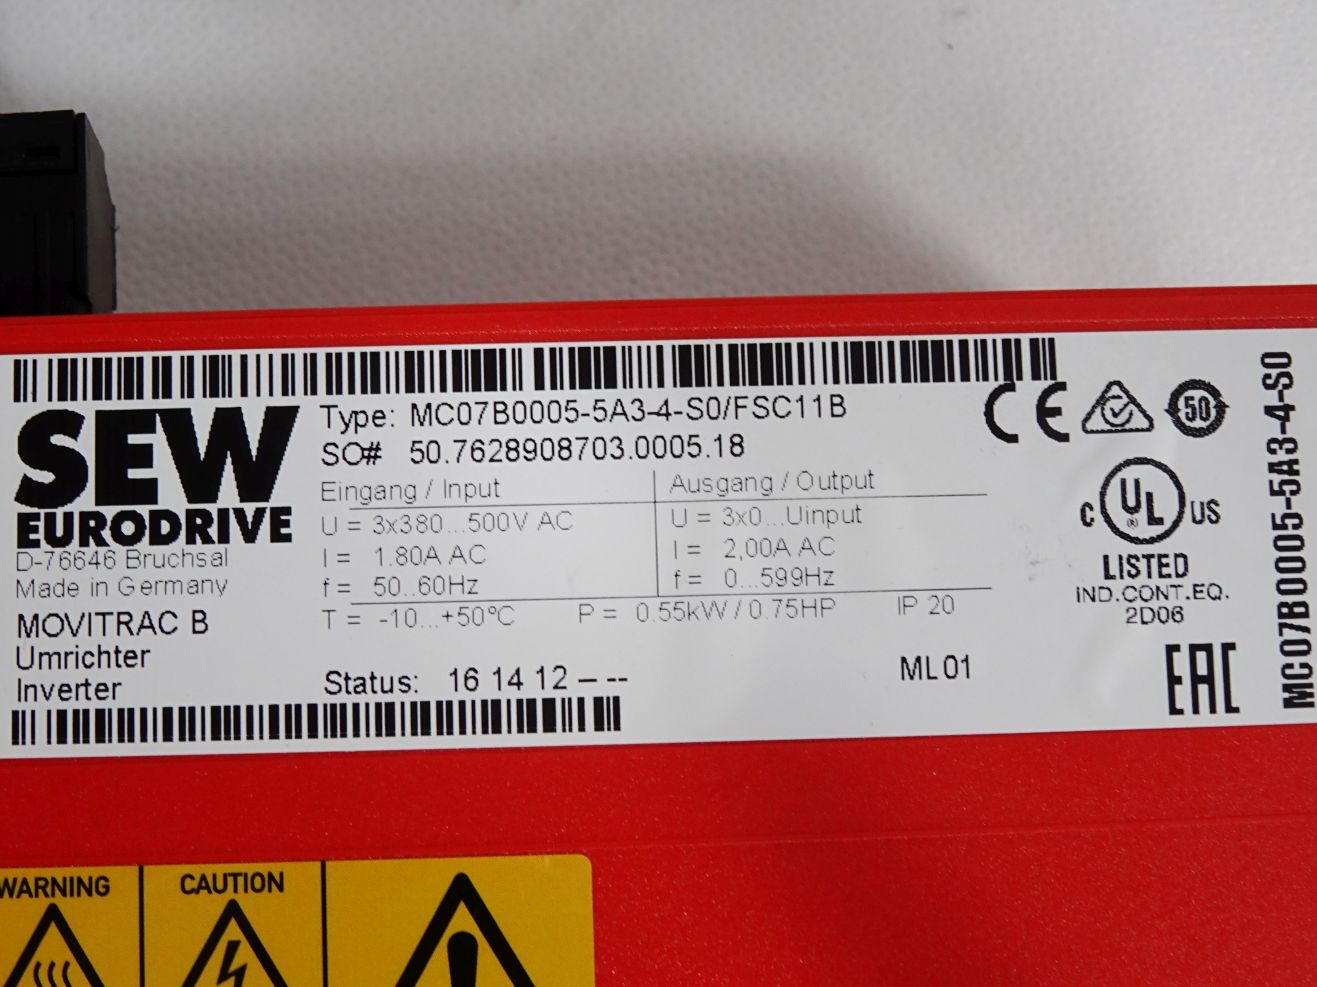 SEW
EURODRIVE
D-76646 Bruchsal
Made in Germany
MOVITRAC B
Umrichter
Inverter
Type: MC07B0005-5A3-4-S0/FSC11B
SO# 50.7628908703.0005.18
Eingang / Input
U = 3x380...500V AC
I = 1.80A AC
f = 50...60Hz
Ausgang / Output
U = 3x0...Uinput
I = 2,00A AC
f = 0...599Hz
T = -10...+50°C P = 0.55kW / 0.75HP IP 20
Status: 16 14 12 – --
ML 01
CE
50
C UL ® US
LISTED
IND.CONT.EQ.
2D06
EAC
MC07B0005-5A3-4-S0
WARNING
CAUTION